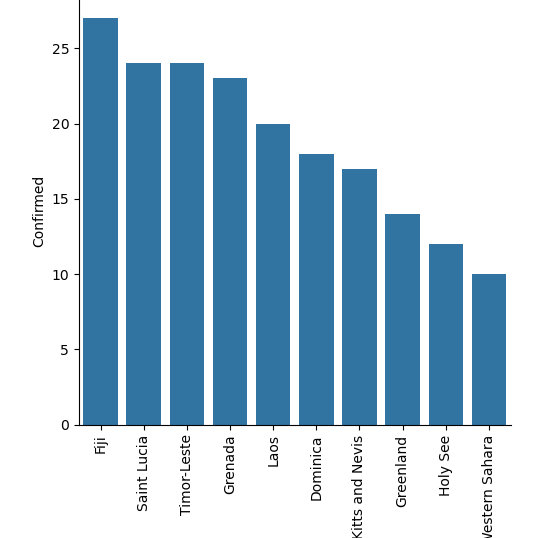 25
20
15
10
5
0
Confirmed
Fiji
Saint Lucia
Timor-Leste
Grenada
Laos
Dominica
Kitts and Nevis
Greenland
Holy See
Western Sahara